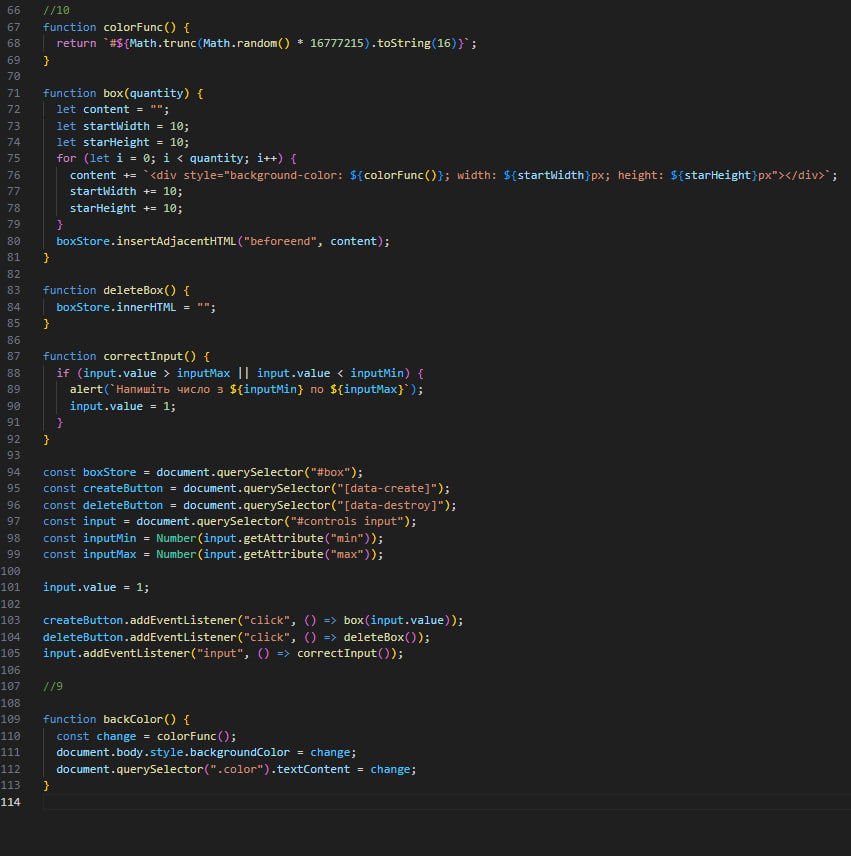 66 //10
67 function colorFunc() {
68   return `#${Math.trunc(Math.random() * 16777215).toString(16)}`;
69 }
70
71 function box(quantity) {
72   let content = "";
73   let startWidth = 10;
74   let starHeight = 10;
75   for (let i = 0; i < quantity; i++) {
76     content += `<div style="background-color: ${colorFunc()}; width: ${startWidth}px; height: ${starHeight}px"></div>`;
77     startWidth += 10;
78     starHeight += 10;
79   }
80   boxStore.insertAdjacentHTML("beforeend", content);
81 }
82
83 function deleteBox() {
84   boxStore.innerHTML = "";
85 }
86
87 function correctInput() {
88   if (input.value > inputMax || input.value < inputMin) {
89     alert(`Напишіть число з ${inputMin} по ${inputMax}`);
90     input.value = 1;
91   }
92 }
93
94 const boxStore = document.querySelector("#box");
95 const createButton = document.querySelector("[data-create]");
96 const deleteButton = document.querySelector("[data-destroy]");
97 const input = document.querySelector("#controls input");
98 const inputMin = Number(input.getAttribute("min"));
99 const inputMax = Number(input.getAttribute("max"));
100
101 input.value = 1;
102
103 createButton.addEventListener("click", () => box(input.value));
104 deleteButton.addEventListener("click", () => deleteBox());
105 input.addEventListener("input", () => correctInput());
106
107 //9
108
109 function backColor() {
110   const change = colorFunc();
111   document.body.style.backgroundColor = change;
112   document.querySelector(".color").textContent = change;
113 }
114